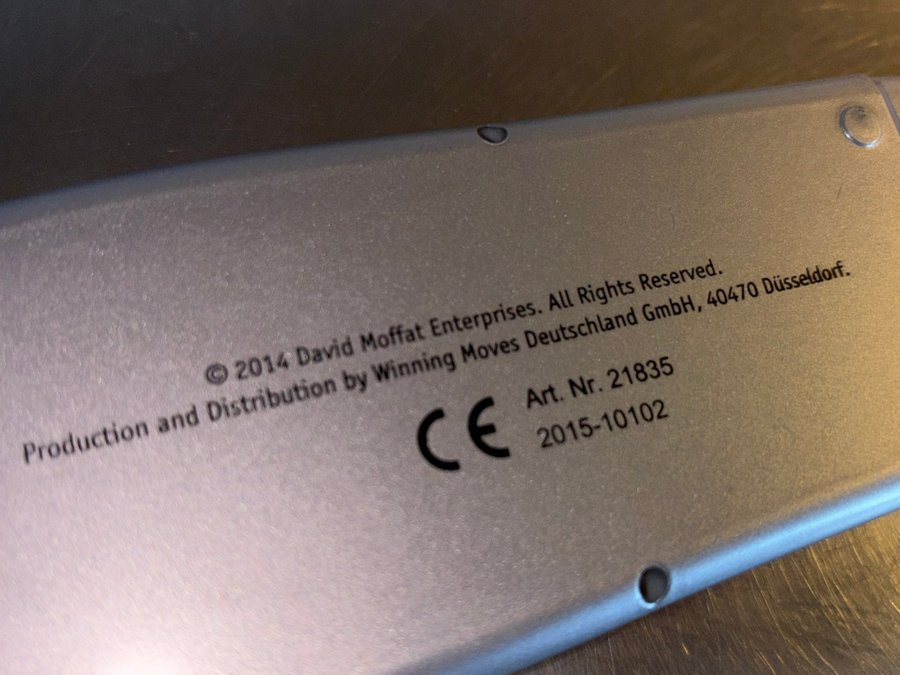 © 2014 David Moffat Enterprises. All Rights Reserved.
Production and Distribution by Winning Moves Deutschland GmbH, 40470 Düsseldorf.
CE Art. Nr. 21835
2015-10102